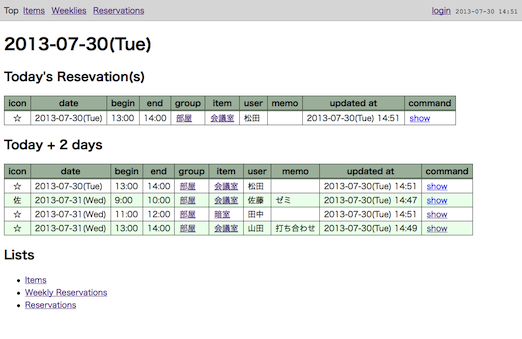 Top Items Weeklies Reservations login 2013-07-30 14:51
2013-07-30(Tue)
Today's Resevation(s)
icon date begin end group item user memo updated at command
☆ 2013-07-30(Tue) 13:00 14:00 部屋 会議室 松田 2013-07-30(Tue) 14:51 show
Today + 2 days
icon date begin end group item user memo updated at command
☆ 2013-07-30(Tue) 13:00 14:00 部屋 会議室 松田 2013-07-30(Tue) 14:51 show
佐 2013-07-31(Wed) 9:00 10:00 部屋 会議室 佐藤 ゼミ 2013-07-30(Tue) 14:47 show
☆ 2013-07-31(Wed) 11:00 12:00 部屋 暗室 田中 2013-07-30(Tue) 14:51 show
☆ 2013-07-31(Wed) 13:00 14:00 部屋 会議室 山田 打ち合わせ 2013-07-30(Tue) 14:49 show
Lists
Items
Weekly Reservations
Reservations